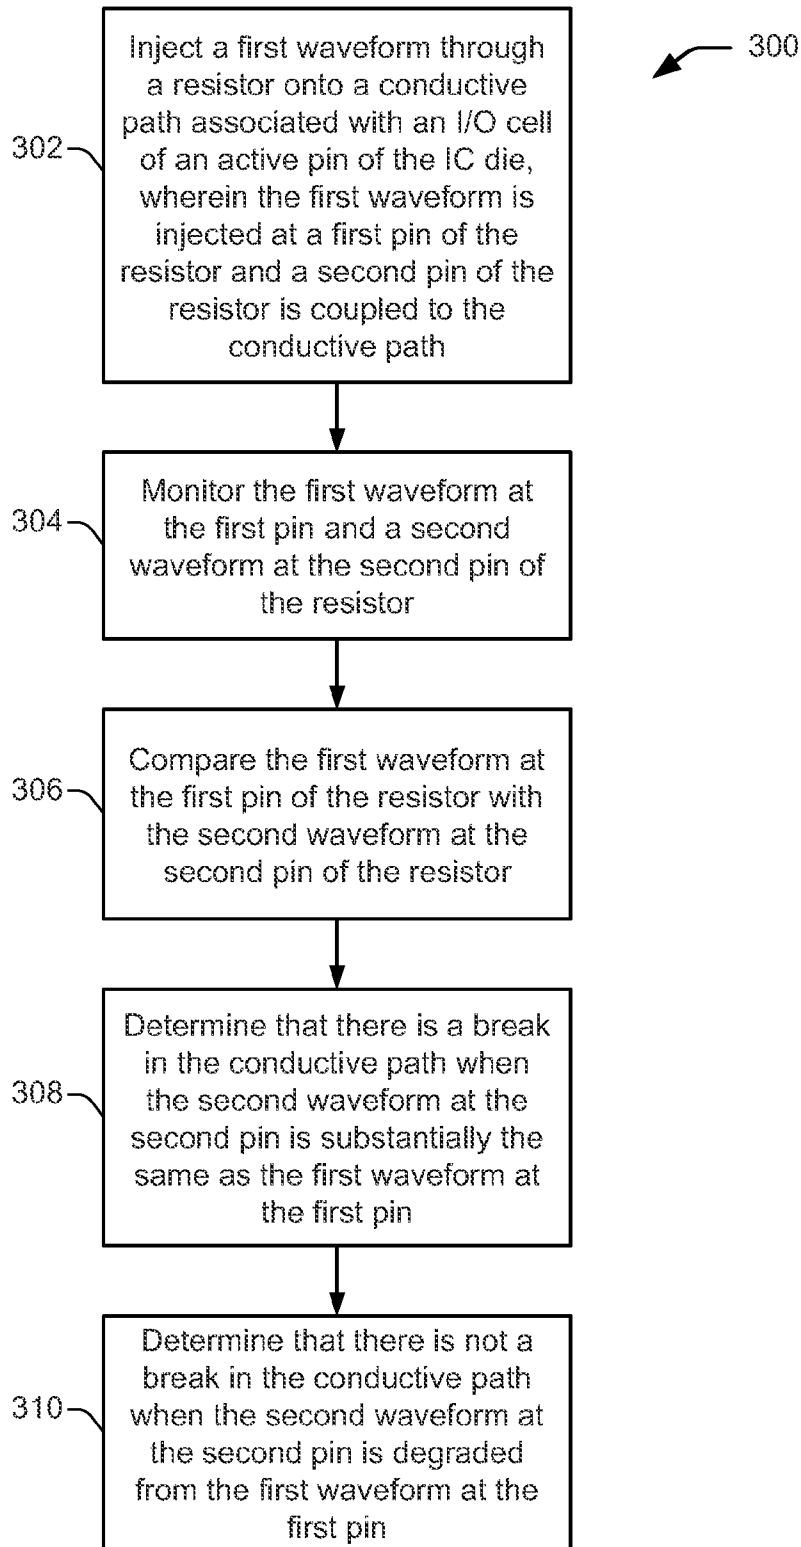 300
302
Inject a first waveform through
a resistor onto a conductive
path associated with an I/O cell
of an active pin of the IC die,
wherein the first waveform is
injected at a first pin of the
resistor and a second pin of the
resistor is coupled to the
conductive path
304
Monitor the first waveform at
the first pin and a second
waveform at the second pin of
the resistor
306
Compare the first waveform at
the first pin of the resistor with
the second waveform at the
second pin of the resistor
308
Determine that there is a break
in the conductive path when
the second waveform at the
second pin is substantially the
same as the first waveform at
the first pin
310
Determine that there is not a
break in the conductive path
when the second waveform at
the second pin is degraded
from the first waveform at the
first pin